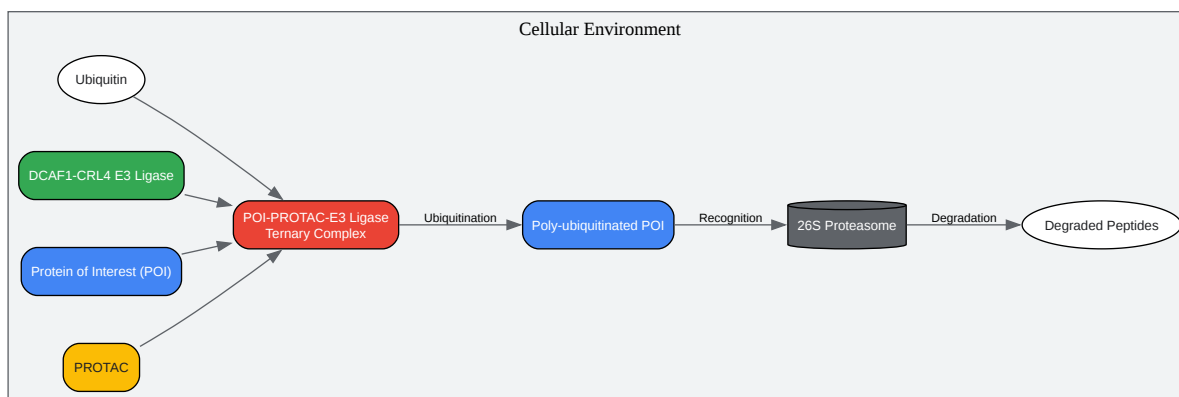 Cellular Environment
Ubiquitin
DCAF1-CRL4 E3 Ligase
Protein of Interest (POI)
PROTAC
POI-PROTAC-E3 Ligase
Ternary Complex
Ubiquitination
Poly-ubiquitinated POI
Recognition
26S Proteasome
Degradation
Degraded Peptides